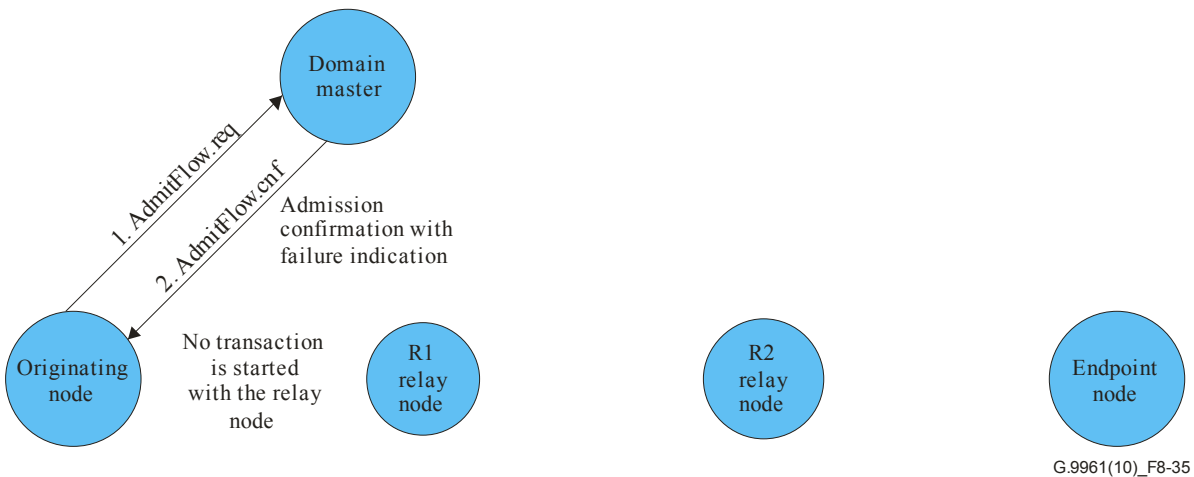 Domain
master
1. AdmitFlow.req
2. AdmitFlow.cnf
Admission
confirmation with
failure indication
Originating
node
No transaction
is started
with the relay
node
R1
relay
node
R2
relay
node
Endpoint
node
G.9961(10)_F8-35